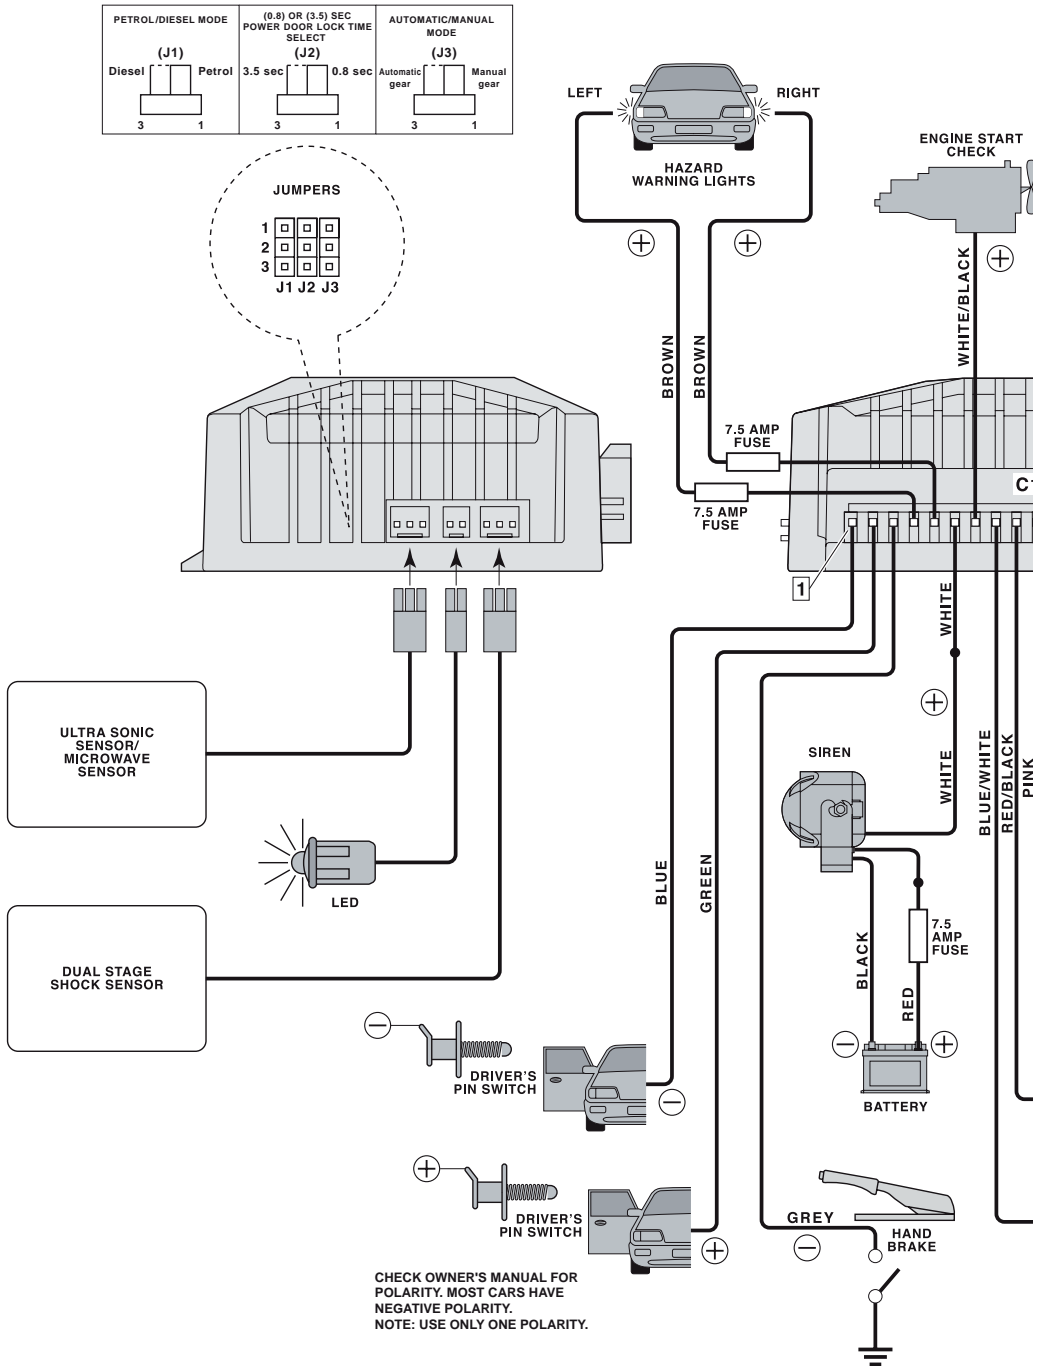 PETROL/DIESEL MODE
(J1)
Diesel
Petrol
3
1
(0.8) OR (3.5) SEC
POWER DOOR LOCK TIME
SELECT
(J2)
3.5 sec
0.8 sec
3
1
AUTOMATIC/MANUAL
MODE
(J3)
Automatic
gear
Manual
gear
3
1
JUMPERS
1
2
3
J1 J2 J3
LEFT
RIGHT
HAZARD
WARNING LIGHTS
ENGINE START
CHECK
WHITE/BLACK
BROWN
BROWN
7.5 AMP
FUSE
7.5 AMP
FUSE
C1
1
WHITE
WHITE
BLUE/WHITE
RED/BLACK
PINK
ULTRA SONIC
SENSOR/
MICROWAVE
SENSOR
LED
DUAL STAGE
SHOCK SENSOR
SIREN
BLUE
GREEN
BLACK
RED
7.5
AMP
FUSE
BATTERY
DRIVER'S
PIN SWITCH
DRIVER'S
PIN SWITCH
GREY
HAND
BRAKE
CHECK OWNER'S MANUAL FOR
POLARITY. MOST CARS HAVE
NEGATIVE POLARITY.
NOTE: USE ONLY ONE POLARITY.